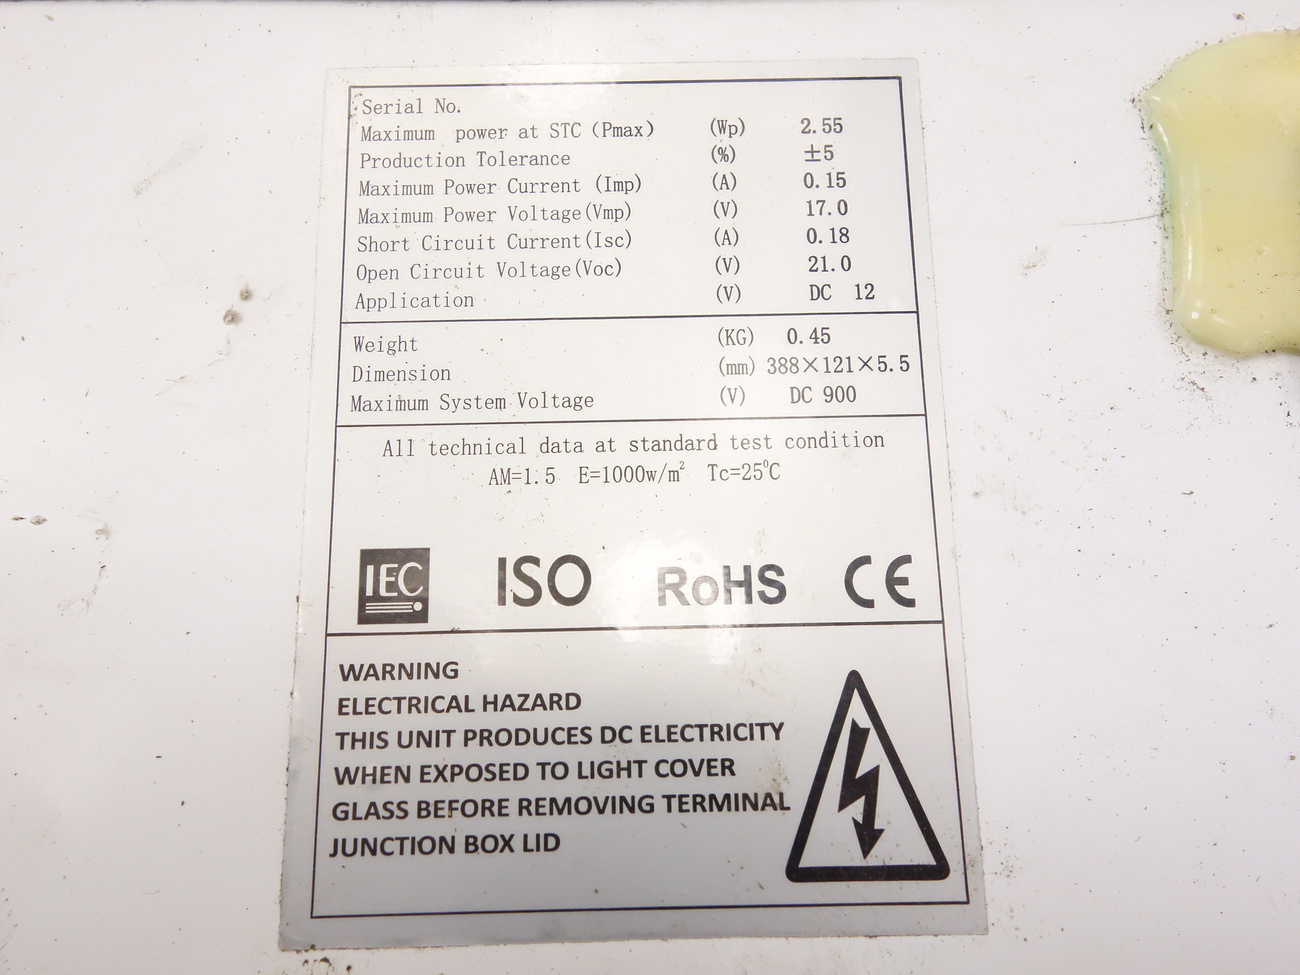 Serial No.
Maximum power at STC (Pmax) (Wp) 2.55
Production Tolerance (%) ±5
Maximum Power Current (Imp) (A) 0.15
Maximum Power Voltage(Vmp) (V) 17.0
Short Circuit Current(Isc) (A) 0.18
Open Circuit Voltage(Voc) (V) 21.0
Application (V) DC 12
Weight (KG) 0.45
Dimension (mm) 388×121×5.5
Maximum System Voltage (V) DC 900
All technical data at standard test condition
AM=1.5 E=1000w/m² Tc=25℃
IEC ISO RoHS CE
WARNING
ELECTRICAL HAZARD
THIS UNIT PRODUCES DC ELECTRICITY
WHEN EXPOSED TO LIGHT COVER
GLASS BEFORE REMOVING TERMINAL
JUNCTION BOX LID